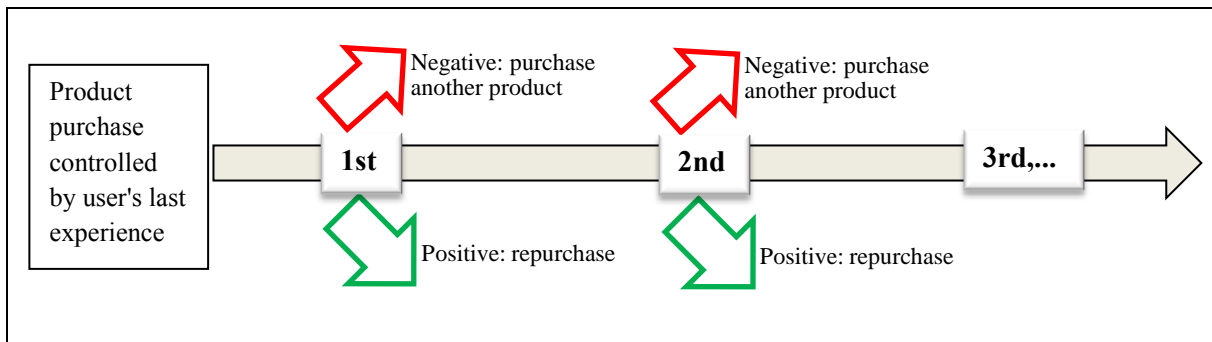 Product
purchase
controlled
by user's last
experience
Negative: purchase
another product
Negative: purchase
another product
1st
2nd
3rd,...
Positive: repurchase
Positive: repurchase